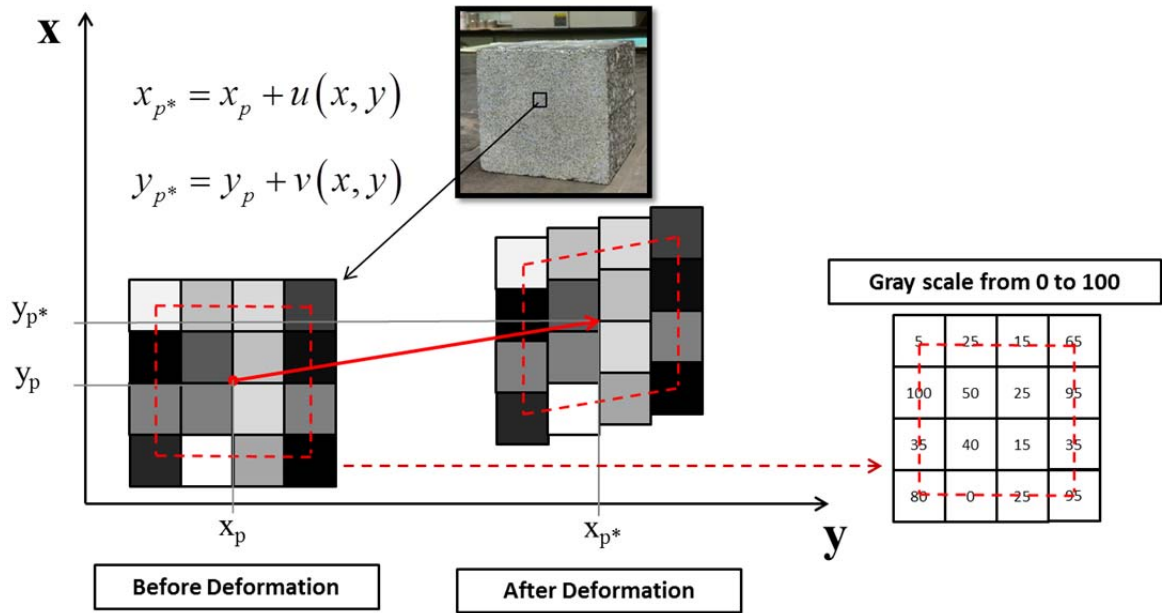 x
x_{p*} = x_p + u(x, y)
y_{p*} = y_p + v(x, y)
y_{p*}
y_p
x_p
x_{p*}
y
Before Deformation
After Deformation
Gray scale from 0 to 100
5 25 15 65
100 50 25 95
35 40 15 35
80 0 25 95